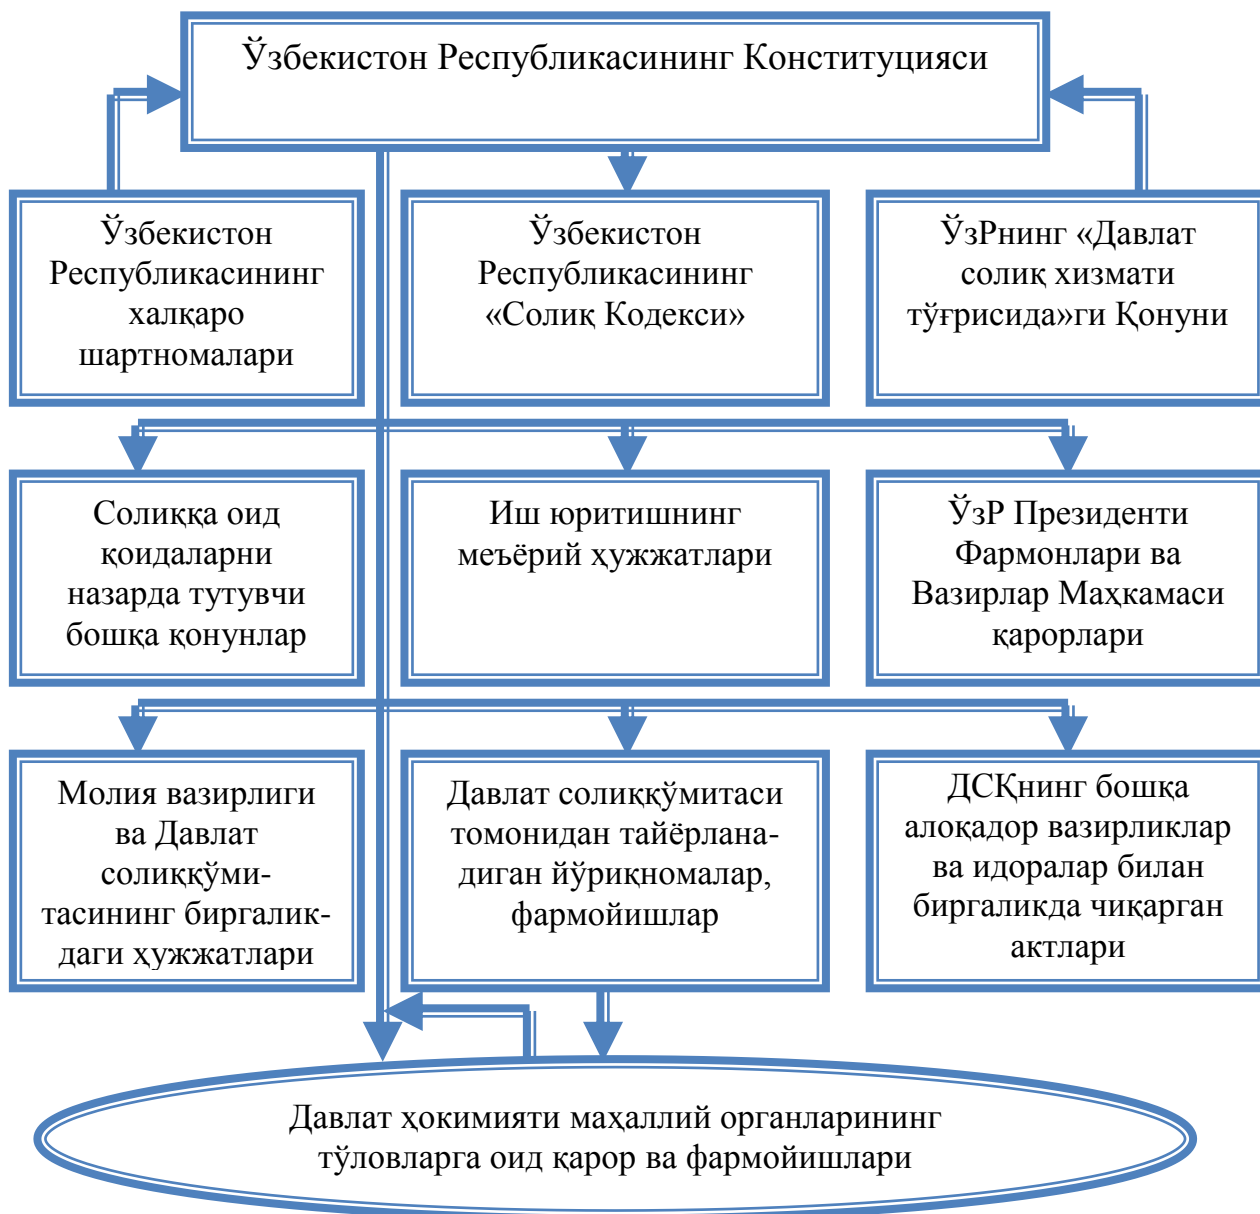 Ўзбекистон Республикасининг Конституцияси
Ўзбекистон
Республикасининг
халқаро
шартномалари
Ўзбекистон
Республикасининг
«Солиқ Кодекси»
ЎзРнинг «Давлат
солиқ хизмати
тўғрисида»ги Қонуни
Солиққа оид
қоидаларни
назарда тутувчи
бошқа қонунлар
Иш юритишнинг
меъёрий ҳужжатлари
ЎзР Президенти
Фармонлари ва
Вазирлар Маҳкамаси
қарорлари
Молия вазирлиги
ва Давлат
солиққўми-
тасининг биргалик-
даги ҳужжатлари
Давлат солиққўмитаси
томонидан тайёрлана-
диган йўриқномалар,
фармойишлар
ДСҚнинг бошқа
алоқадор вазирликлар
ва идоралар билан
биргаликда чиқарган
актлари
Давлат ҳокимияти маҳаллий органларининг
тўловларга оид қарор ва фармойишлари